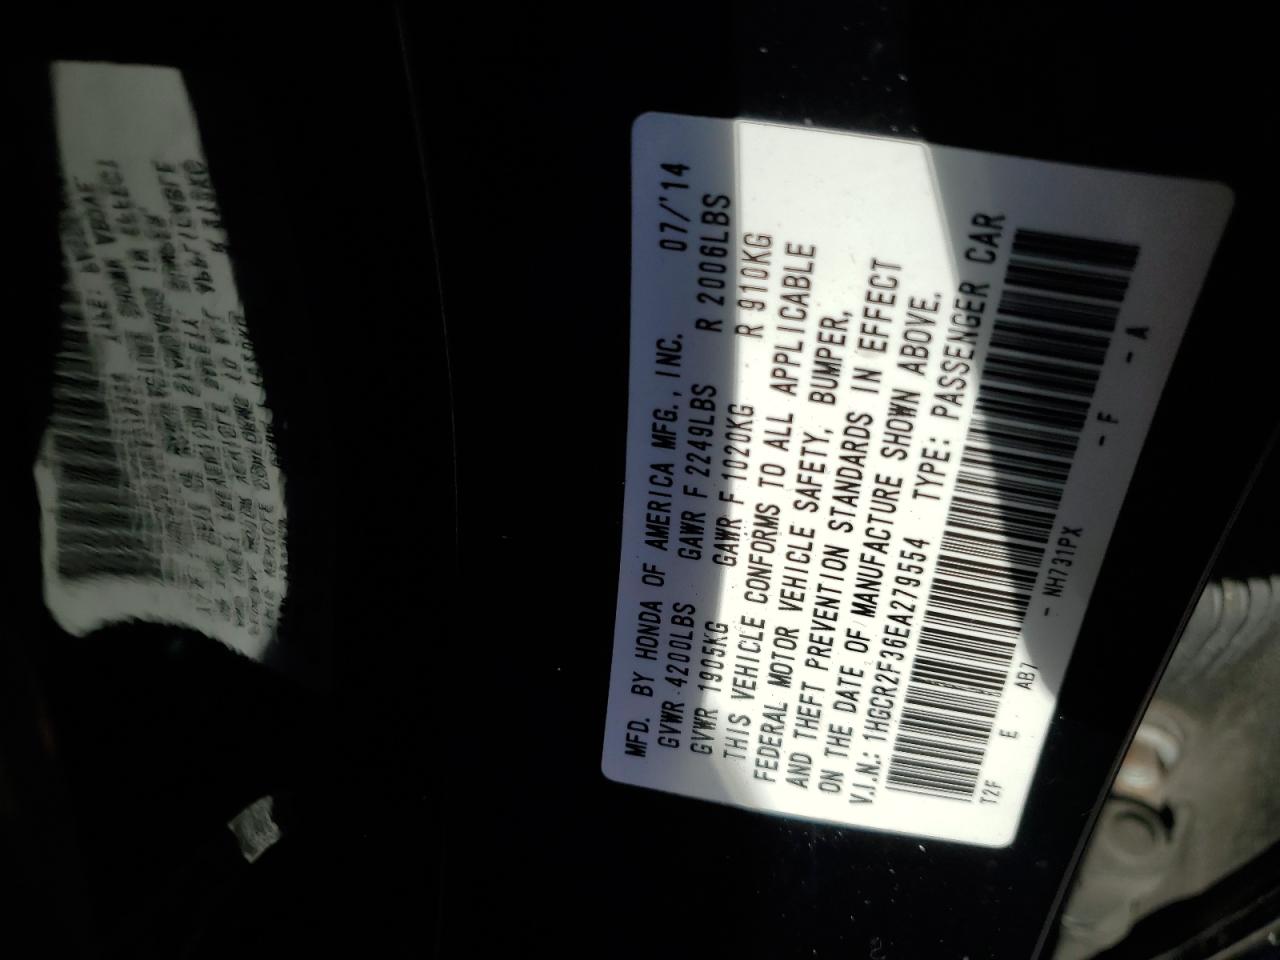 MFD. BY HONDA OF AMERICA MFG., INC. 07/'14
GVWR 4200LBS GAWR F 2249LBS R 2006LBS
GVWR 1905KG GAWR F 1020KG R 910KG
THIS VEHICLE CONFORMS TO ALL APPLICABLE
FEDERAL MOTOR VEHICLE SAFETY, BUMPER,
AND THEFT PREVENTION STANDARDS IN EFFECT
ON THE DATE OF MANUFACTURE SHOWN ABOVE.
V.I.N.: 1HGCR2F36EA279554 TYPE: PASSENGER CAR
T2F E AB7 - NH731PX - F - A